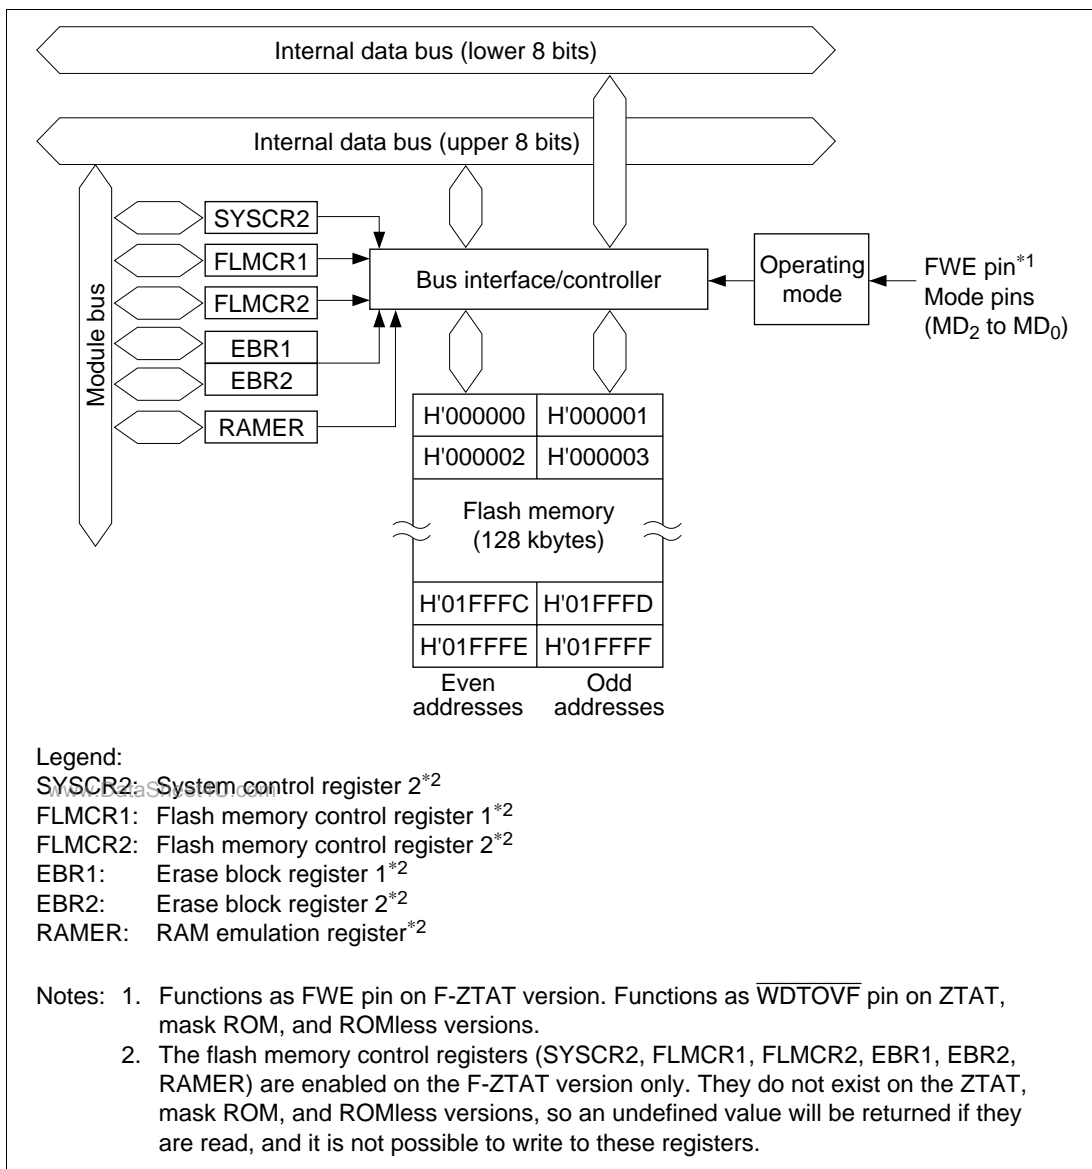 Internal data bus (lower 8 bits)
Internal data bus (upper 8 bits)
Module bus
SYSCR2
FLMCR1
FLMCR2
EBR1
EBR2
RAMER
Bus interface/controller
Operating
mode
FWE pin*1
Mode pins
(MD2 to MD0)
H'000000 H'000001
H'000002 H'000003
Flash memory
(128 kbytes)
H'01FFFC H'01FFFD
H'01FFFE H'01FFFF
Even
addresses
Odd
addresses
Legend:
SYSCR2: System control register 2*2
www.DataSheet4U.com
FLMCR1: Flash memory control register 1*2
FLMCR2: Flash memory control register 2*2
EBR1: Erase block register 1*2
EBR2: Erase block register 2*2
RAMER: RAM emulation register*2
Notes: 1. Functions as FWE pin on F-ZTAT version. Functions as WDTOVF pin on ZTAT,
mask ROM, and ROMless versions.
2. The flash memory control registers (SYSCR2, FLMCR1, FLMCR2, EBR1, EBR2,
RAMER) are enabled on the F-ZTAT version only. They do not exist on the ZTAT,
mask ROM, and ROMless versions, so an undefined value will be returned if they
are read, and it is not possible to write to these registers.